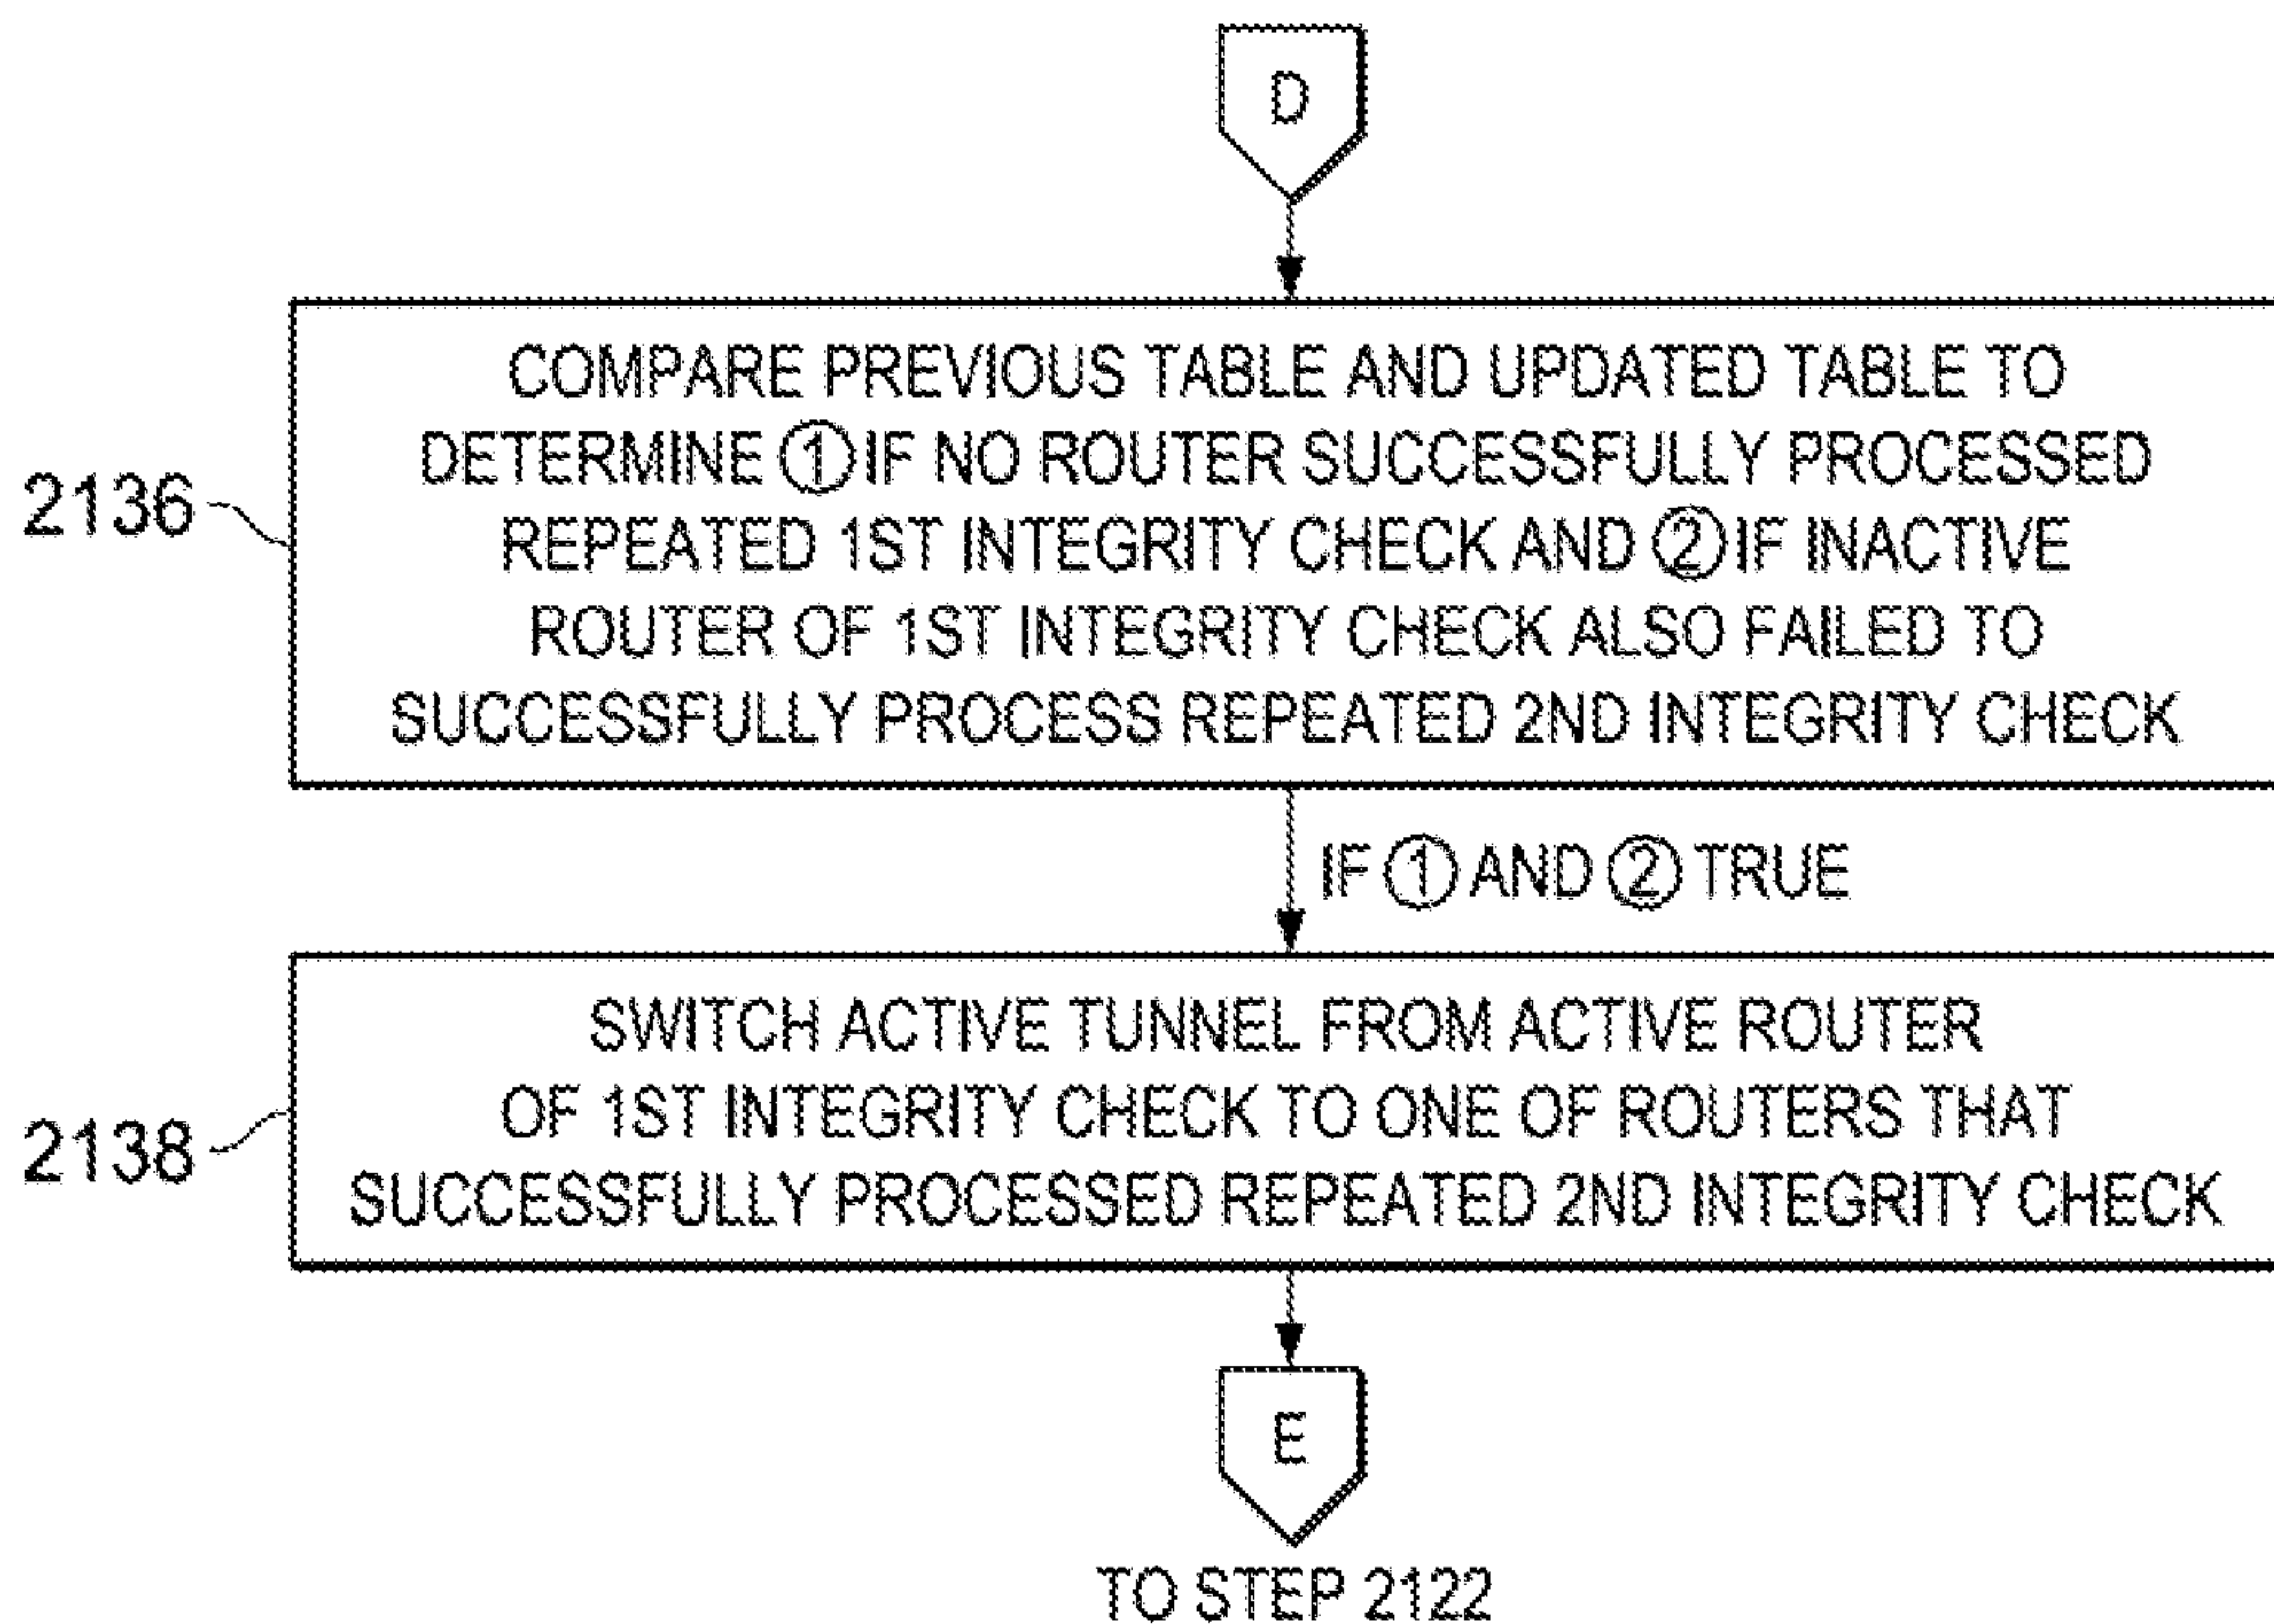 D
COMPARE PREVIOUS TABLE AND UPDATED TABLE TO
DETERMINE ① IF NO ROUTER SUCCESSFULLY PROCESSED
2136
REPEATED 1ST INTEGRITY CHECK AND ② IF INACTIVE
ROUTER OF 1ST INTEGRITY CHECK ALSO FAILED TO
SUCCESSFULLY PROCESS REPEATED 2ND INTEGRITY CHECK
IF ① AND ② TRUE
SWITCH ACTIVE TUNNEL FROM ACTIVE ROUTER
OF 1ST INTEGRITY CHECK TO ONE OF ROUTERS THAT
2138
SUCCESSFULLY PROCESSED REPEATED 2ND INTEGRITY CHECK
E
TO STEP 2122